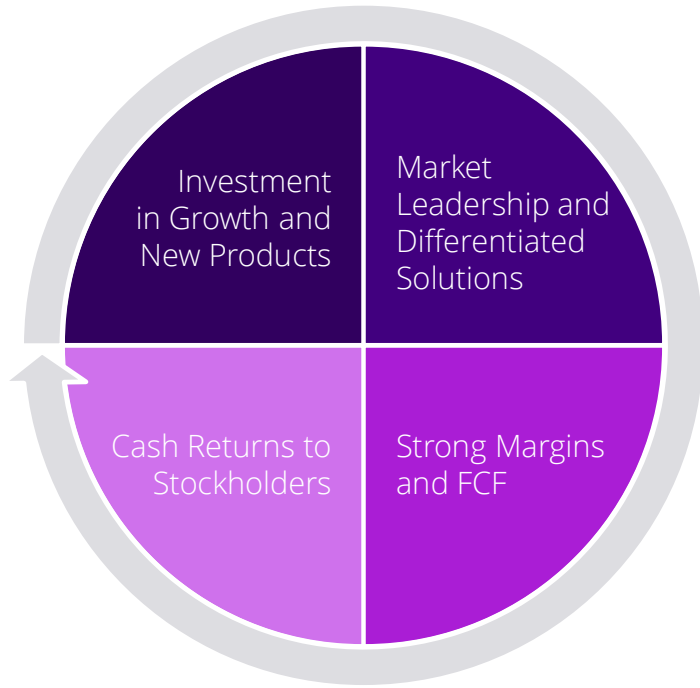 Investment
in Growth and
New Products
Market
Leadership and
Differentiated
Solutions
Cash Returns to
Stockholders
Strong Margins
and FCF